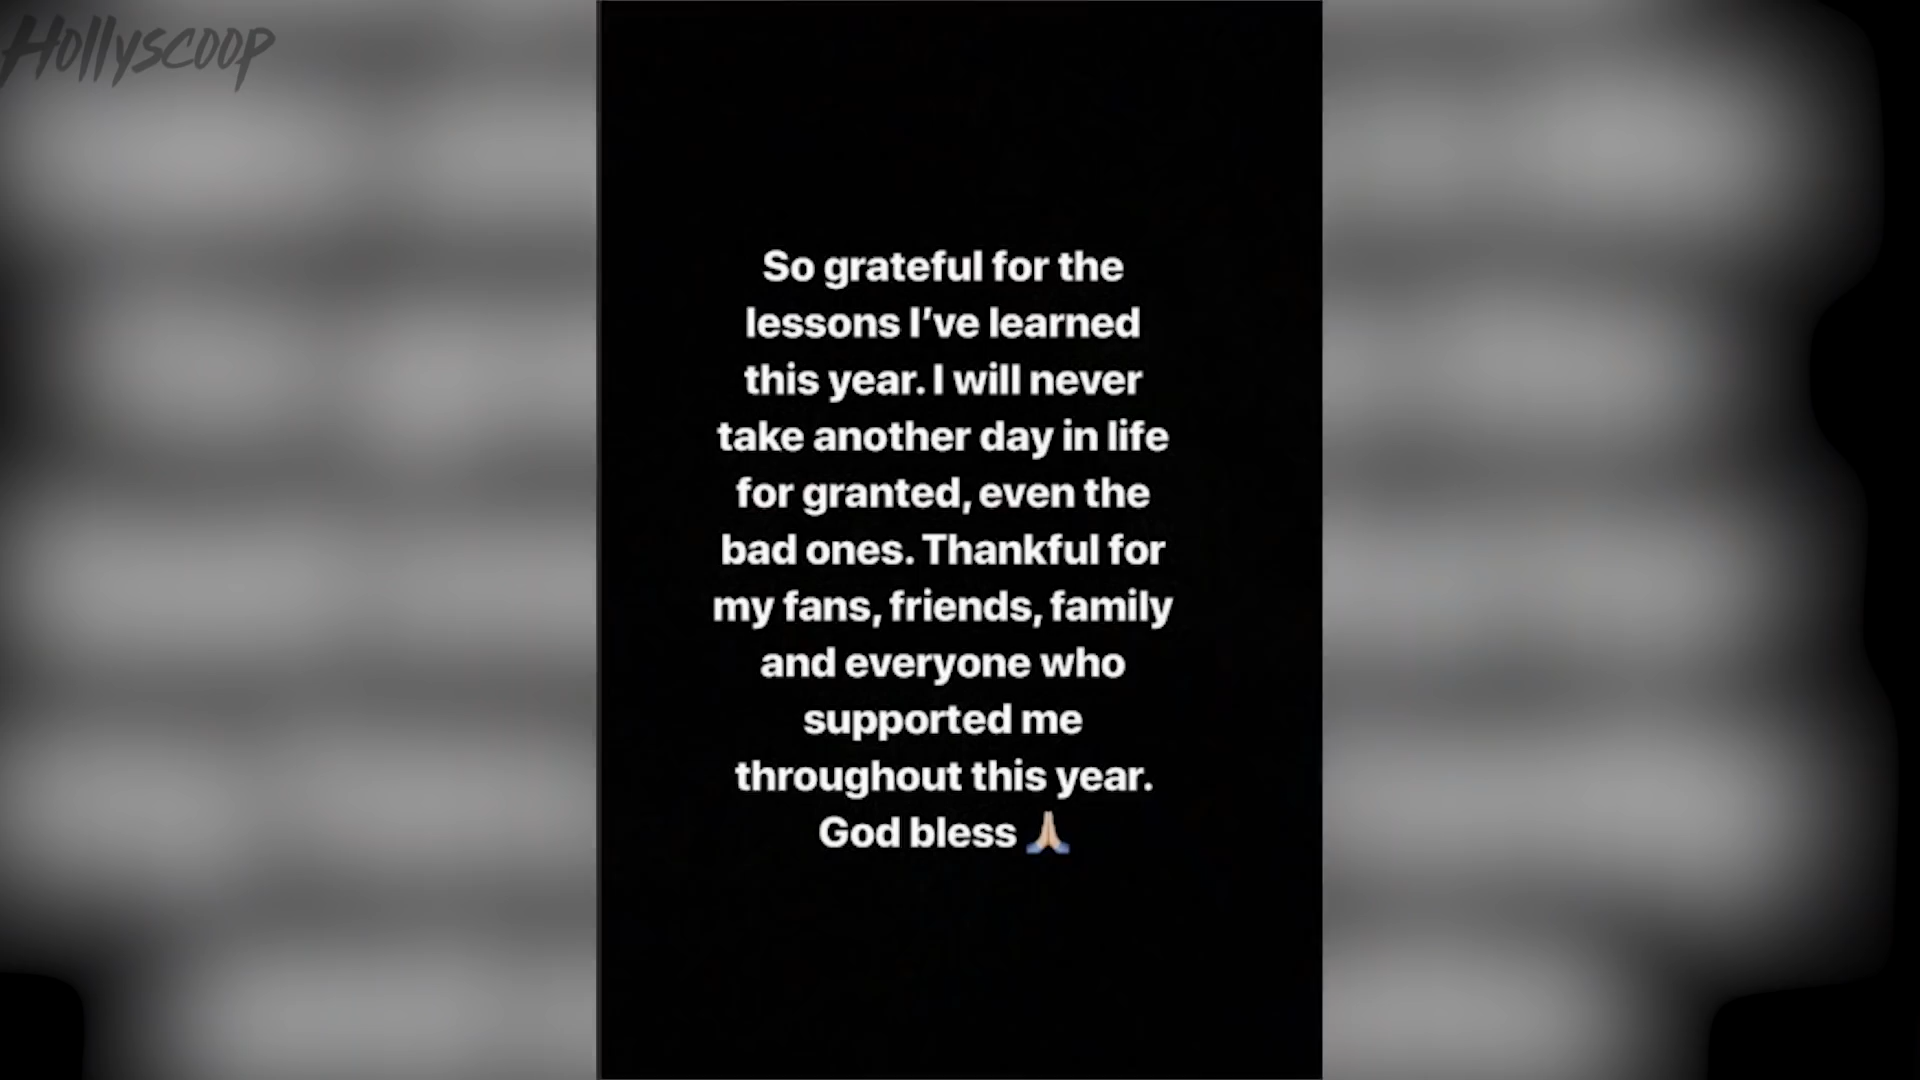 Hollyscoop
So grateful for the
lessons I’ve learned
this year. I will never
take another day in life
for granted, even the
bad ones. Thankful for
my fans, friends, family
and everyone who
supported me
throughout this year.
God bless 🙏🏼